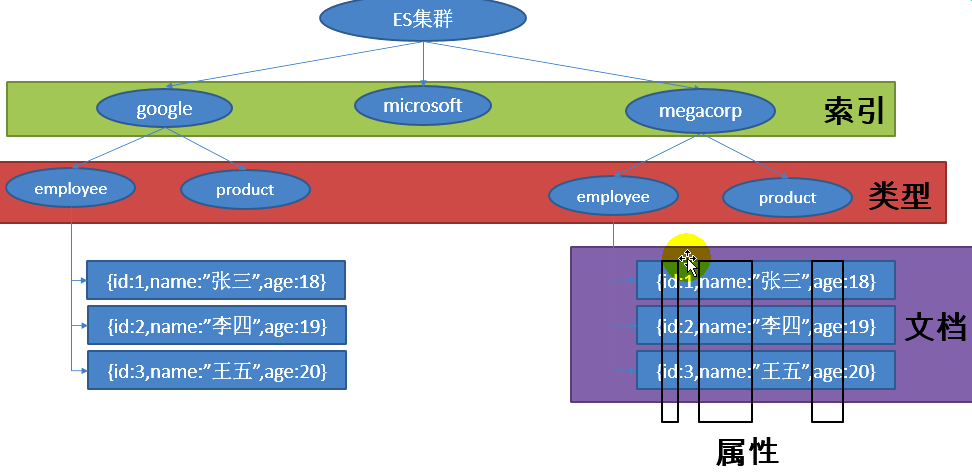 ES集群
google
microsoft
megacorp
索引
employee
product
employee
product
类型
{id:1,name:”张三”,age:18}
{id:2,name:”李四”,age:19}
{id:3,name:”王五”,age:20}
{id:1,name:”张三”,age:18}
{id:2,name:”李四”,age:19}
{id:3,name:”王五”,age:20}
文档
属性